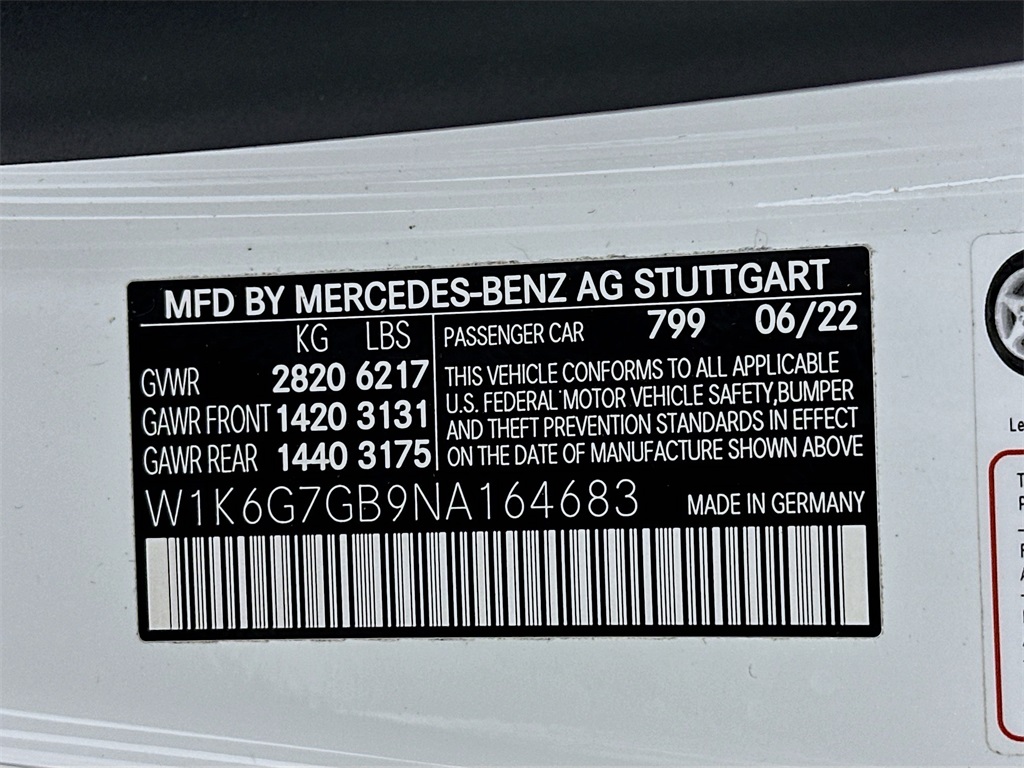 MFD BY MERCEDES-BENZ AG STUTTGART
KG LBS
GVWR 2820 6217
GAWR FRONT 1420 3131
GAWR REAR 1440 3175
PASSENGER CAR 799 06/22
THIS VEHICLE CONFORMS TO ALL APPLICABLE
U.S. FEDERAL MOTOR VEHICLE SAFETY, BUMPER
AND THEFT PREVENTION STANDARDS IN EFFECT
ON THE DATE OF MANUFACTURE SHOWN ABOVE
W1K6G7GB9NA164683 MADE IN GERMANY